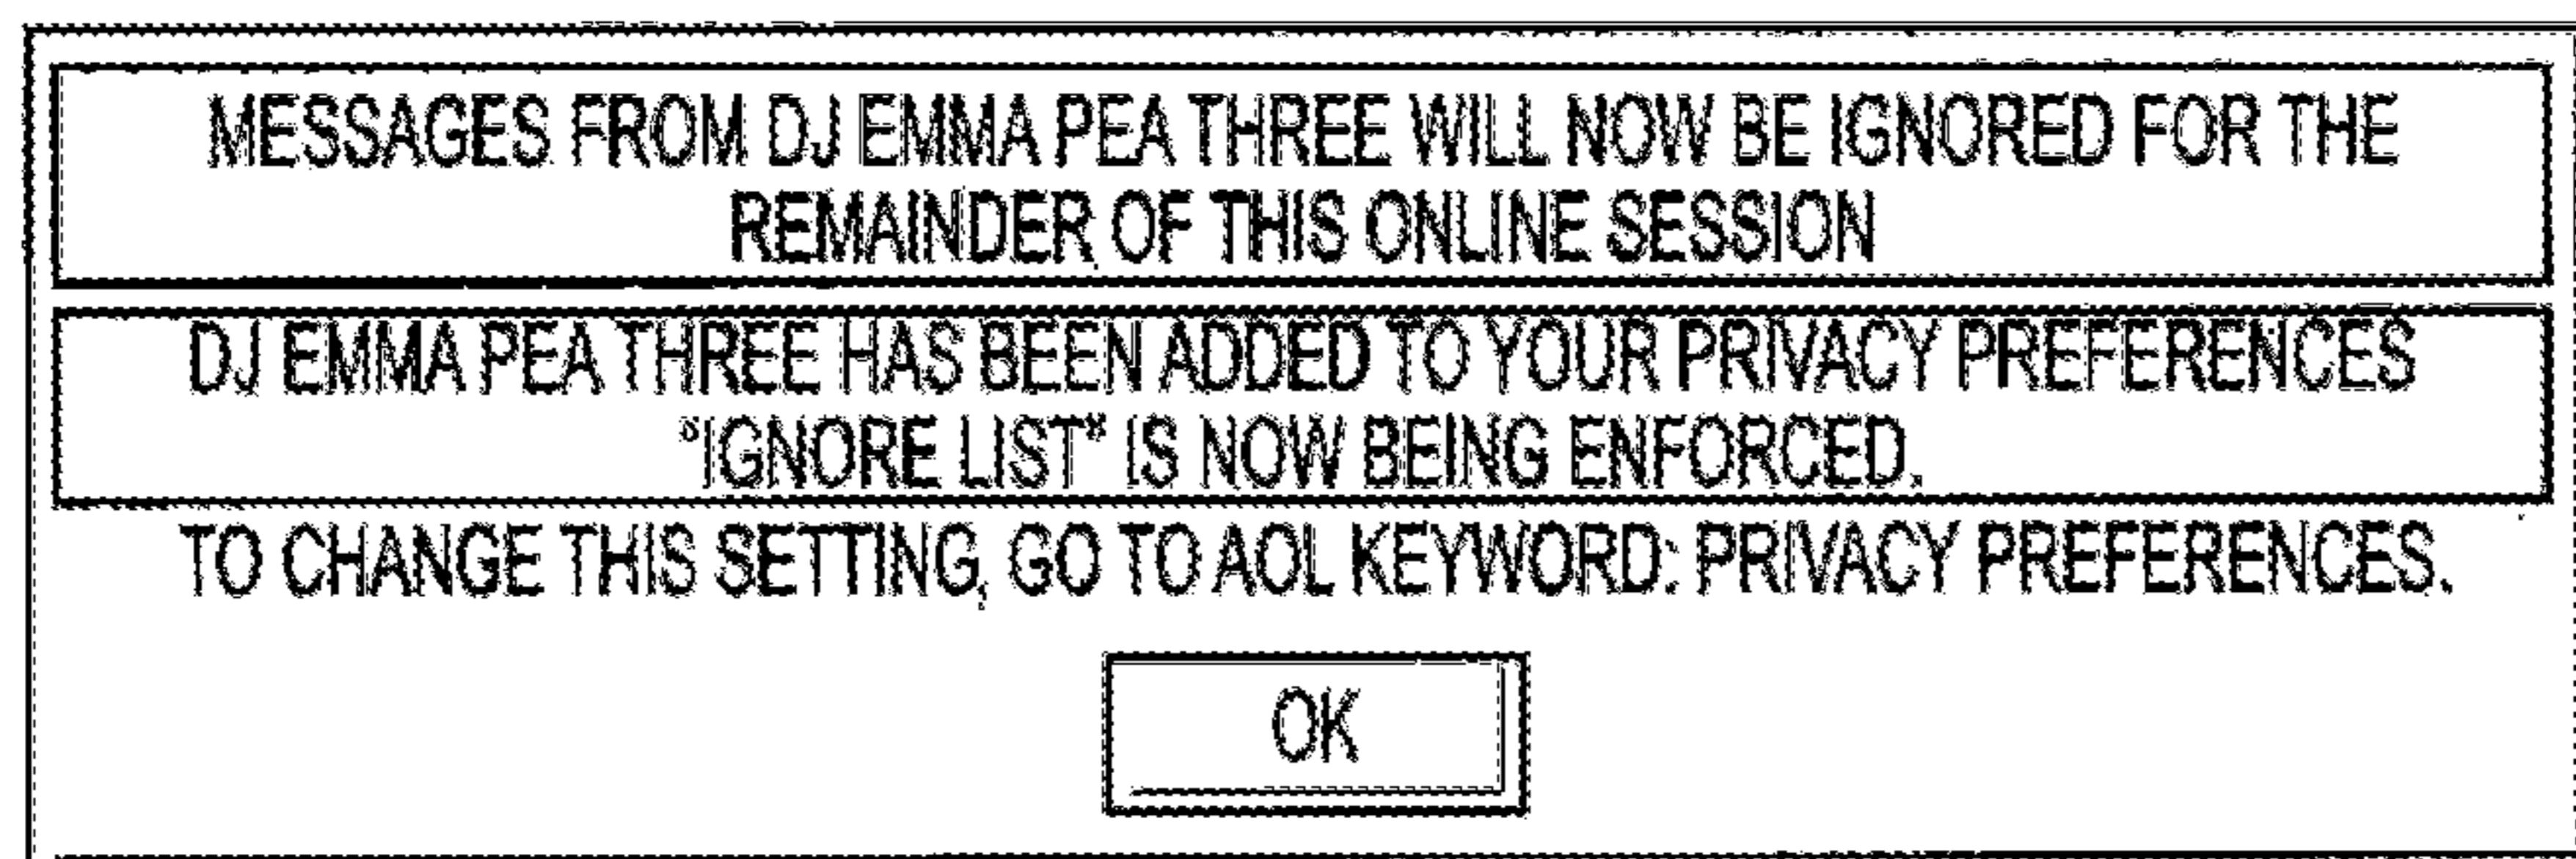 MESSAGES FROM DJ EMMA PEA THREE WILL NOW BE IGNORED FOR THE
REMAINDER OF THIS ONLINE SESSION
DJ EMMA PEA THREE HAS BEEN ADDED TO YOUR PRIVACY PREFERENCES
"IGNORE LIST" IS NOW BEING ENFORCED.
TO CHANGE THIS SETTING, GO TO AOL KEYWORD: PRIVACY PREFERENCES.
OK